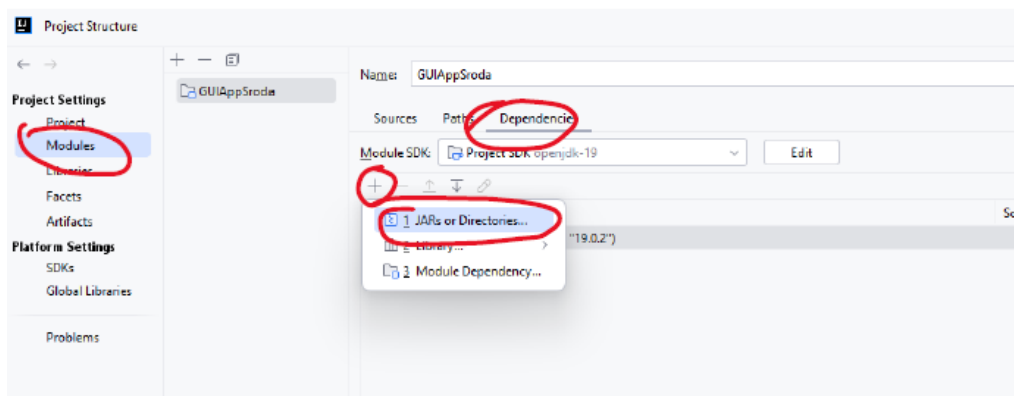 Project Structure
Project Settings
Project
Modules
Libraries
Facets
Artifacts
Platform Settings
SDKs
Global Libraries
Problems
GUIAppSroda
Name: GUIAppSroda
Sources Paths Dependencies
Module SDK: Project SDK openjdk-19 Edit
1 JARs or Directories...
2 Library...
"19.0.2")
3 Module Dependency...
Sc